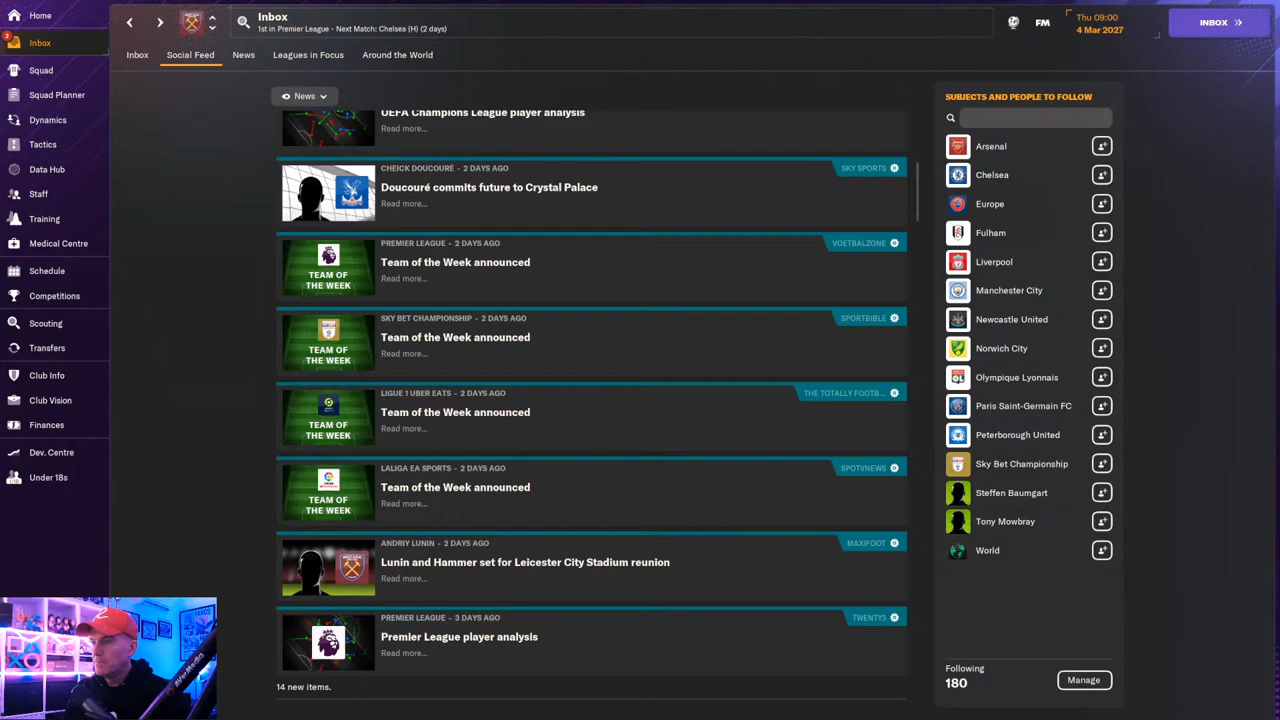 Home
2
Inbox
Squad
Squad Planner
Dynamics
Tactics
Data Hub
Staff
Training
Medical Centre
Schedule
Competitions
Scouting
Transfers
Club Info
Club Vision
Finances
Dev. Centre
Under 18s
Inbox
1st in Premier League - Next Match: Chelsea (H) (2 days)
FM
Thu 09:00
4 Mar 2027
INBOX
Inbox
Social Feed
News
Leagues in Focus
Around the World
News
UEFA Champions League player analysis
Read more...
CHEICK DOUCOURÉ - 2 DAYS AGO
SKY SPORTS
Doucouré commits future to Crystal Palace
Read more...
PREMIER LEAGUE - 2 DAYS AGO
VOETBALZONE
TEAM OF
THE WEEK
Team of the Week announced
Read more...
SKY BET CHAMPIONSHIP - 2 DAYS AGO
SPORTBIBLE
TEAM OF
THE WEEK
Team of the Week announced
Read more...
LIGUE 1 UBER EATS - 2 DAYS AGO
THE TOTALLY FOOTB...
TEAM OF
THE WEEK
Team of the Week announced
Read more...
LALIGA EA SPORTS - 2 DAYS AGO
SPOTVNEWS
TEAM OF
THE WEEK
Team of the Week announced
Read more...
ANDRIY LUNIN - 2 DAYS AGO
MAXIFOOT
Lunin and Hammer set for Leicester City Stadium reunion
Read more...
PREMIER LEAGUE - 3 DAYS AGO
TWENTY3
Premier League player analysis
Read more...
14 new items.
SUBJECTS AND PEOPLE TO FOLLOW
Arsenal
Chelsea
Europe
Fulham
Liverpool
Manchester City
Newcastle United
Norwich City
Olympique Lyonnais
Paris Saint-Germain FC
Peterborough United
Sky Bet Championship
Steffen Baumgart
Tony Mowbray
World
Following
180
Manage
AVerMedia